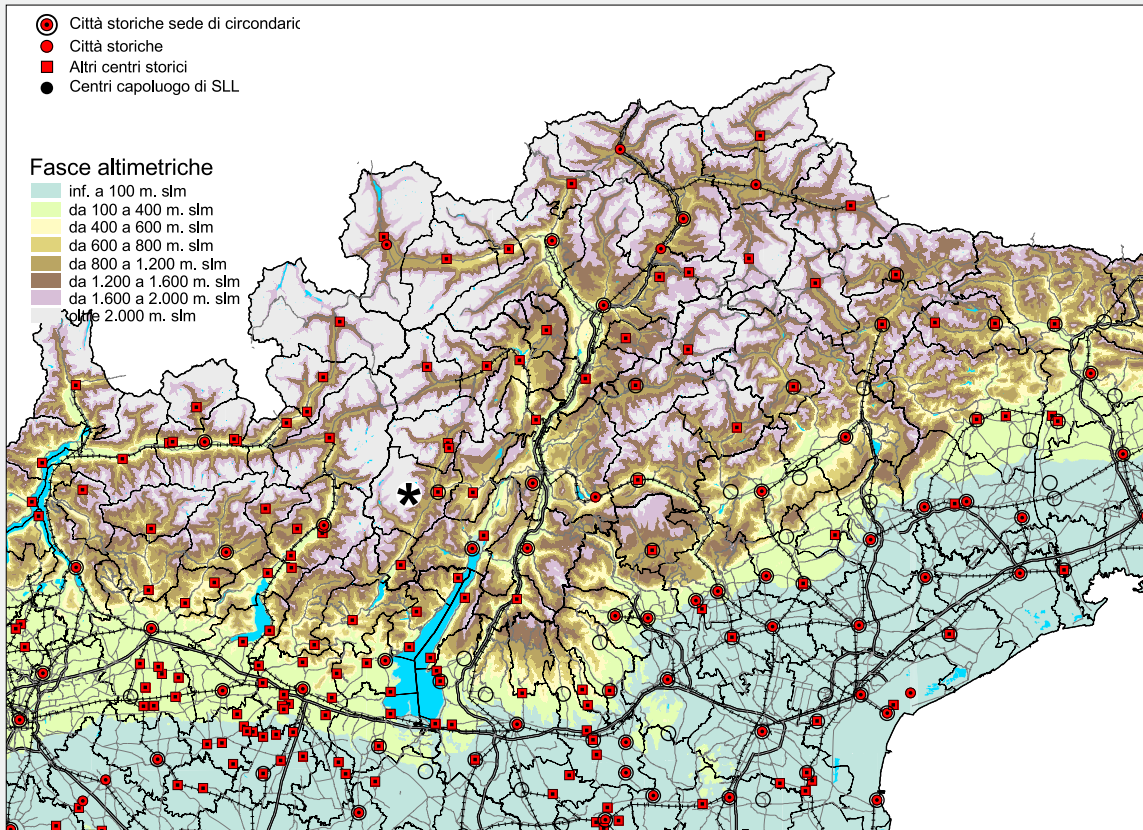 Città storiche sede di circondaric
Città storiche
Altri centri storici
Centri capoluogo di SLL
Fasce altimetriche
inf. a 100 m. slm
da 100 a 400 m. slm
da 400 a 600 m. slm
da 600 a 800 m. slm
da 800 a 1.200 m. slm
da 1.200 a 1.600 m. slm
da 1.600 a 2.000 m. slm
oltre 2.000 m. slm
*